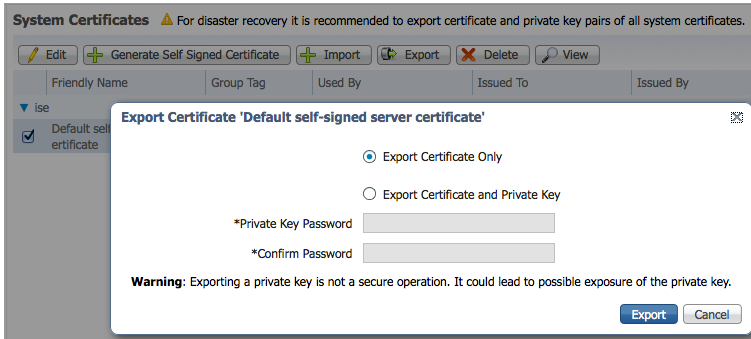 System Certificates For disaster recovery it is recommended to export certificate and private key pairs of all system certificates.
Edit Generate Self Signed Certificate Import Export Delete View
Friendly Name Group Tag Used By Issued To Issued By
ise
Default self
ertificate
Export Certificate 'Default self-signed server certificate'
Export Certificate Only
Export Certificate and Private Key
*Private Key Password
*Confirm Password
Warning: Exporting a private key is not a secure operation. It could lead to possible exposure of the private key.
Export Cancel